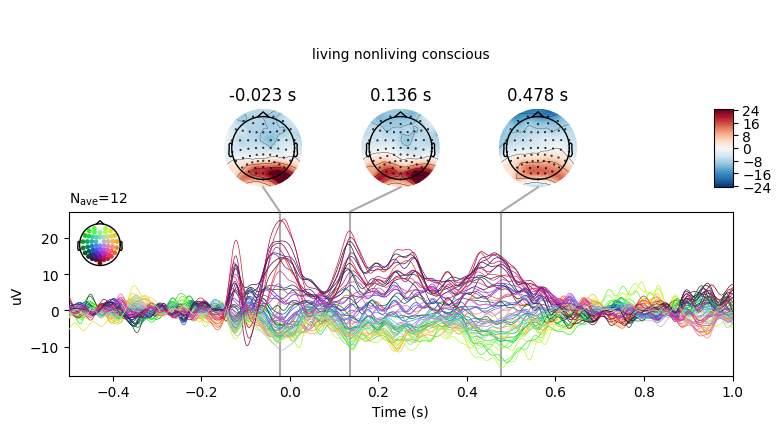 living nonliving conscious
-0.023 s 0.136 s 0.478 s
24
16
8
0
−8
−16
−24
Nave=12
20
10
0
−10
uV
−0.4 −0.2 0.0 0.2 0.4 0.6 0.8 1.0
Time (s)